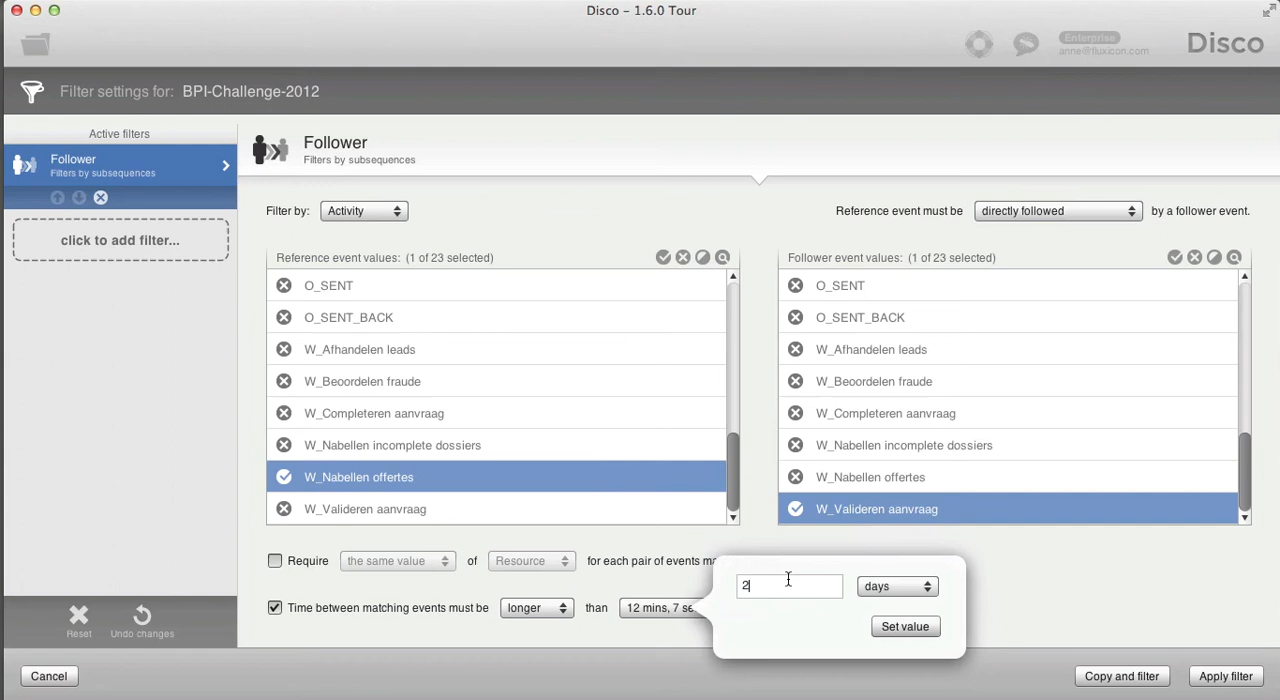 Disco – 1.6.0 Tour
Enterprise
anne@fluxicon.com
Disco
Filter settings for: BPI-Challenge-2012
Active filters
Follower
Filters by subsequences
click to add filter...
Reset
Undo changes
Follower
Filters by subsequences
Filter by: Activity
Reference event must be directly followed by a follower event.
Reference event values: (1 of 23 selected)
O_SENT
O_SENT_BACK
W_Afhandelen leads
W_Beoordelen fraude
W_Completeren aanvraag
W_Nabellen incomplete dossiers
W_Nabellen offertes
W_Valideren aanvraag
Follower event values: (1 of 23 selected)
O_SENT
O_SENT_BACK
W_Afhandelen leads
W_Beoordelen fraude
W_Completeren aanvraag
W_Nabellen incomplete dossiers
W_Nabellen offertes
W_Valideren aanvraag
Require the same value of Resource for each pair of events
Time between matching events must be longer than 12 mins, 7
2 days
Set value
Cancel
Copy and filter
Apply filter